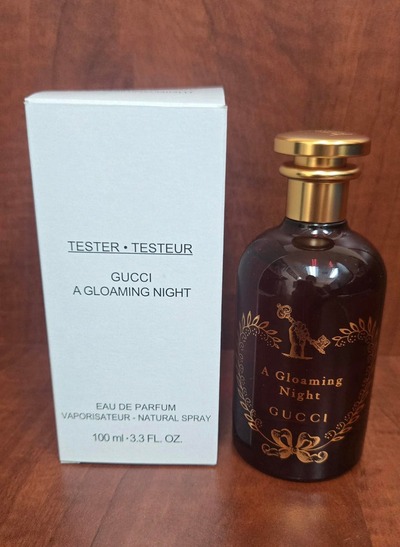 TESTER • TESTEUR
GUCCI
A GLOAMING NIGHT
EAU DE PARFUM
VAPORISATEUR - NATURAL SPRAY
100 ml · 3.3 FL. OZ.
A Gloaming
Night
GUCCI